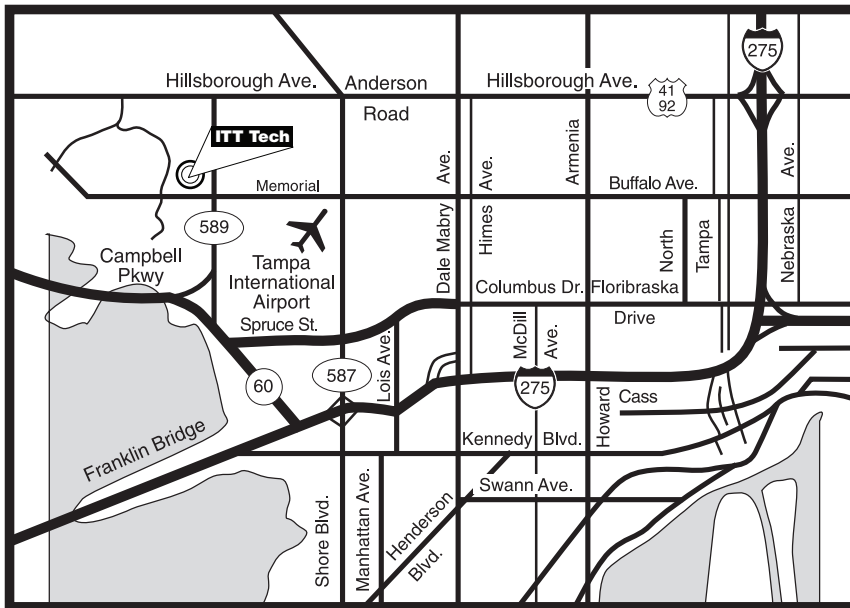 275
Hillsborough Ave.
Anderson
Road
Hillsborough Ave.
41
92
ITT Tech
Memorial
Ave.
Ave.
Armenia
Buffalo Ave.
Ave.
589
Campbell
Pkwy
Tampa
International
Airport
Dale Mabry
Himes
North
Tampa
Nebraska
Columbus Dr.
Floribraska
Spruce St.
Drive
McDill
Ave.
Lois Ave.
587
60
275
Howard
Cass
Franklin Bridge
Kennedy Blvd.
Swann Ave.
Shore Blvd.
Manhattan Ave.
Henderson
Blvd.